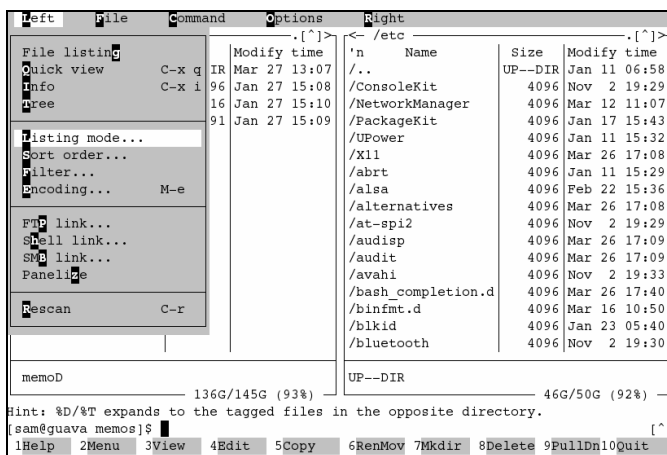 Left File Command Options Right
.[^]> <─ /etc .[^]>
File listing Modify time 'n Name Size Modify time
Quick view C-x q IR Mar 27 13:07 /.. UP--DIR Jan 11 06:58
Info C-x i 96 Jan 27 15:08 /ConsoleKit 4096 Nov 2 19:29
Tree 16 Jan 27 15:10 /NetworkManager 4096 Mar 12 11:07
91 Jan 27 15:09 /PackageKit 4096 Jan 17 15:43
/UPower 4096 Jan 11 15:32
Listing mode... /X11 4096 Mar 26 17:08
Sort order... /abrt 4096 Jan 11 15:29
Filter... /alsa 4096 Feb 22 15:36
Encoding... M-e /alternatives 4096 Mar 26 17:08
/at-spi2 4096 Nov 2 19:29
FTP link... /audisp 4096 Mar 26 17:09
Shell link... /audit 4096 Mar 26 17:09
SMB link... /avahi 4096 Nov 2 19:33
Panelize /bash_completion.d 4096 Mar 26 17:40
/binfmt.d 4096 Mar 16 10:50
Rescan C-r /blkid 4096 Jan 23 05:40
/bluetooth 4096 Nov 2 19:30
memoD UP--DIR
136G/145G (93%) 46G/50G (92%)
Hint: %D/%T expands to the tagged files in the opposite directory.
[sam@guava memos]$ [^
1Help 2Menu 3View 4Edit 5Copy 6RenMov 7Mkdir 8Delete 9PullDn 10Quit